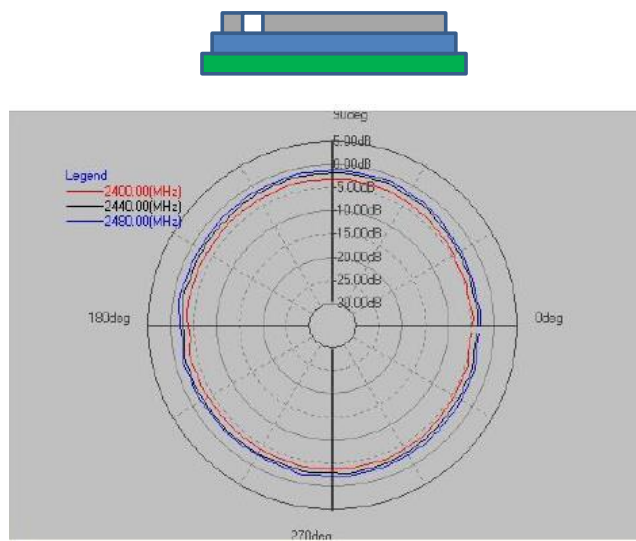 90deg
5.00dB
0.00dB
-5.00dB
-10.00dB
-15.00dB
-20.00dB
-25.00dB
-30.00dB
Legend
2400.00(MHz)
2440.00(MHz)
2480.00(MHz)
180deg
0deg
270deg